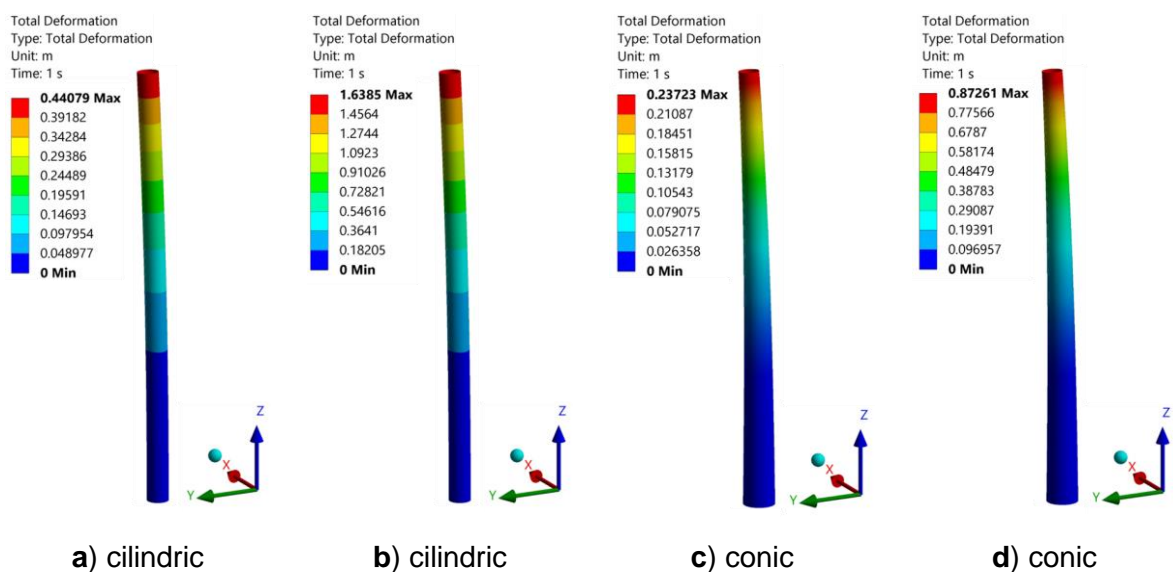 Total Deformation
Type: Total Deformation
Unit: m
Time: 1 s
0.44079 Max
0.39182
0.34284
0.29386
0.24489
0.19591
0.14693
0.097954
0.048977
0 Min
Z
X
Y
a) cilindric
Total Deformation
Type: Total Deformation
Unit: m
Time: 1 s
1.6385 Max
1.4564
1.2744
1.0923
0.91026
0.72821
0.54616
0.3641
0.18205
0 Min
Z
X
Y
b) cilindric
Total Deformation
Type: Total Deformation
Unit: m
Time: 1 s
0.23723 Max
0.21087
0.18451
0.15815
0.13179
0.10543
0.079075
0.052717
0.026358
0 Min
Z
X
Y
c) conic
Total Deformation
Type: Total Deformation
Unit: m
Time: 1 s
0.87261 Max
0.77566
0.6787
0.58174
0.48479
0.38783
0.29087
0.19391
0.096957
0 Min
Z
X
Y
d) conic